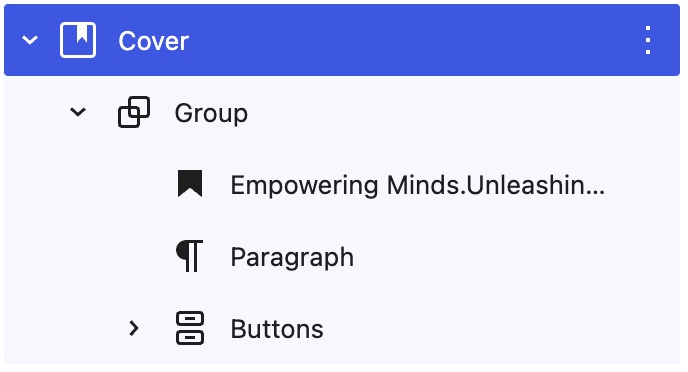 Cover
Group
Empowering Minds.Unleashin...
Paragraph
Buttons